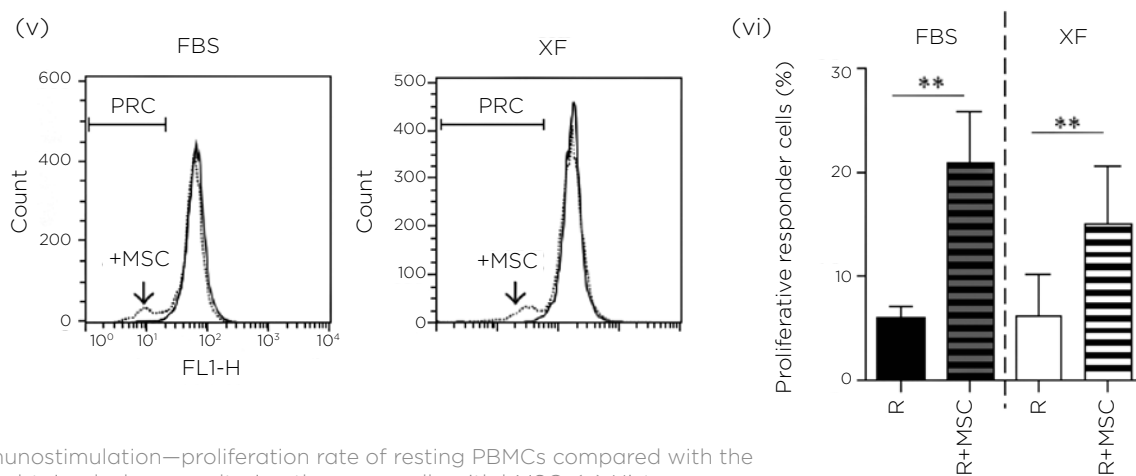 (v)
FBS
XF
600
400
200
0
Count
PRC
+MSC
10⁰ 10¹ 10² 10³ 10⁴
FL1-H
500
400
300
200
100
0
Count
PRC
+MSC
(vi)
FBS
XF
Proliferative responder cells (%)
30
20
10
0
**
**
R
R+MSC
R
R+MSC
nunostimulation—proliferation rate of resting PBMCs compared with the